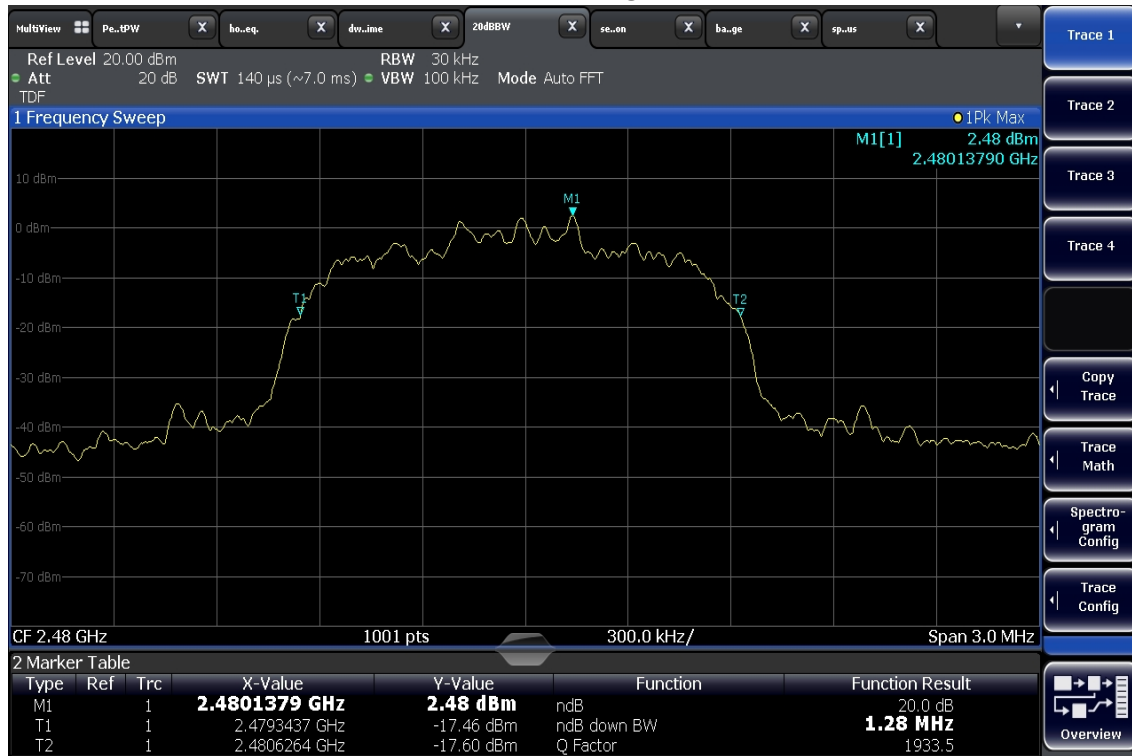 MultiView Pe..tPW X ho..eq. X dw..ime X 20dBBW X se..on X ba..ge X sp..us X
Ref Level 20.00 dBm RBW 30 kHz
Att 20 dB SWT 140 µs (~7.0 ms) VBW 100 kHz Mode Auto FFT
TDF
1 Frequency Sweep 1Pk Max
M1[1] 2.48 dBm
2.48013790 GHz
10 dBm
M1
0 dBm
-10 dBm
T1
T2
-20 dBm
-30 dBm
-40 dBm
-50 dBm
-60 dBm
-70 dBm
CF 2.48 GHz 1001 pts 300.0 kHz/ Span 3.0 MHz
2 Marker Table
Type Ref Trc X-Value Y-Value Function Function Result
M1 1 2.4801379 GHz 2.48 dBm ndB 20.0 dB
T1 1 2.4793437 GHz -17.46 dBm ndB down BW 1.28 MHz
T2 1 2.4806264 GHz -17.60 dBm Q Factor 1933.5
Trace 1
Trace 2
Trace 3
Trace 4
Copy
Trace
Trace
Math
Spectro-
gram
Config
Trace
Config
Overview